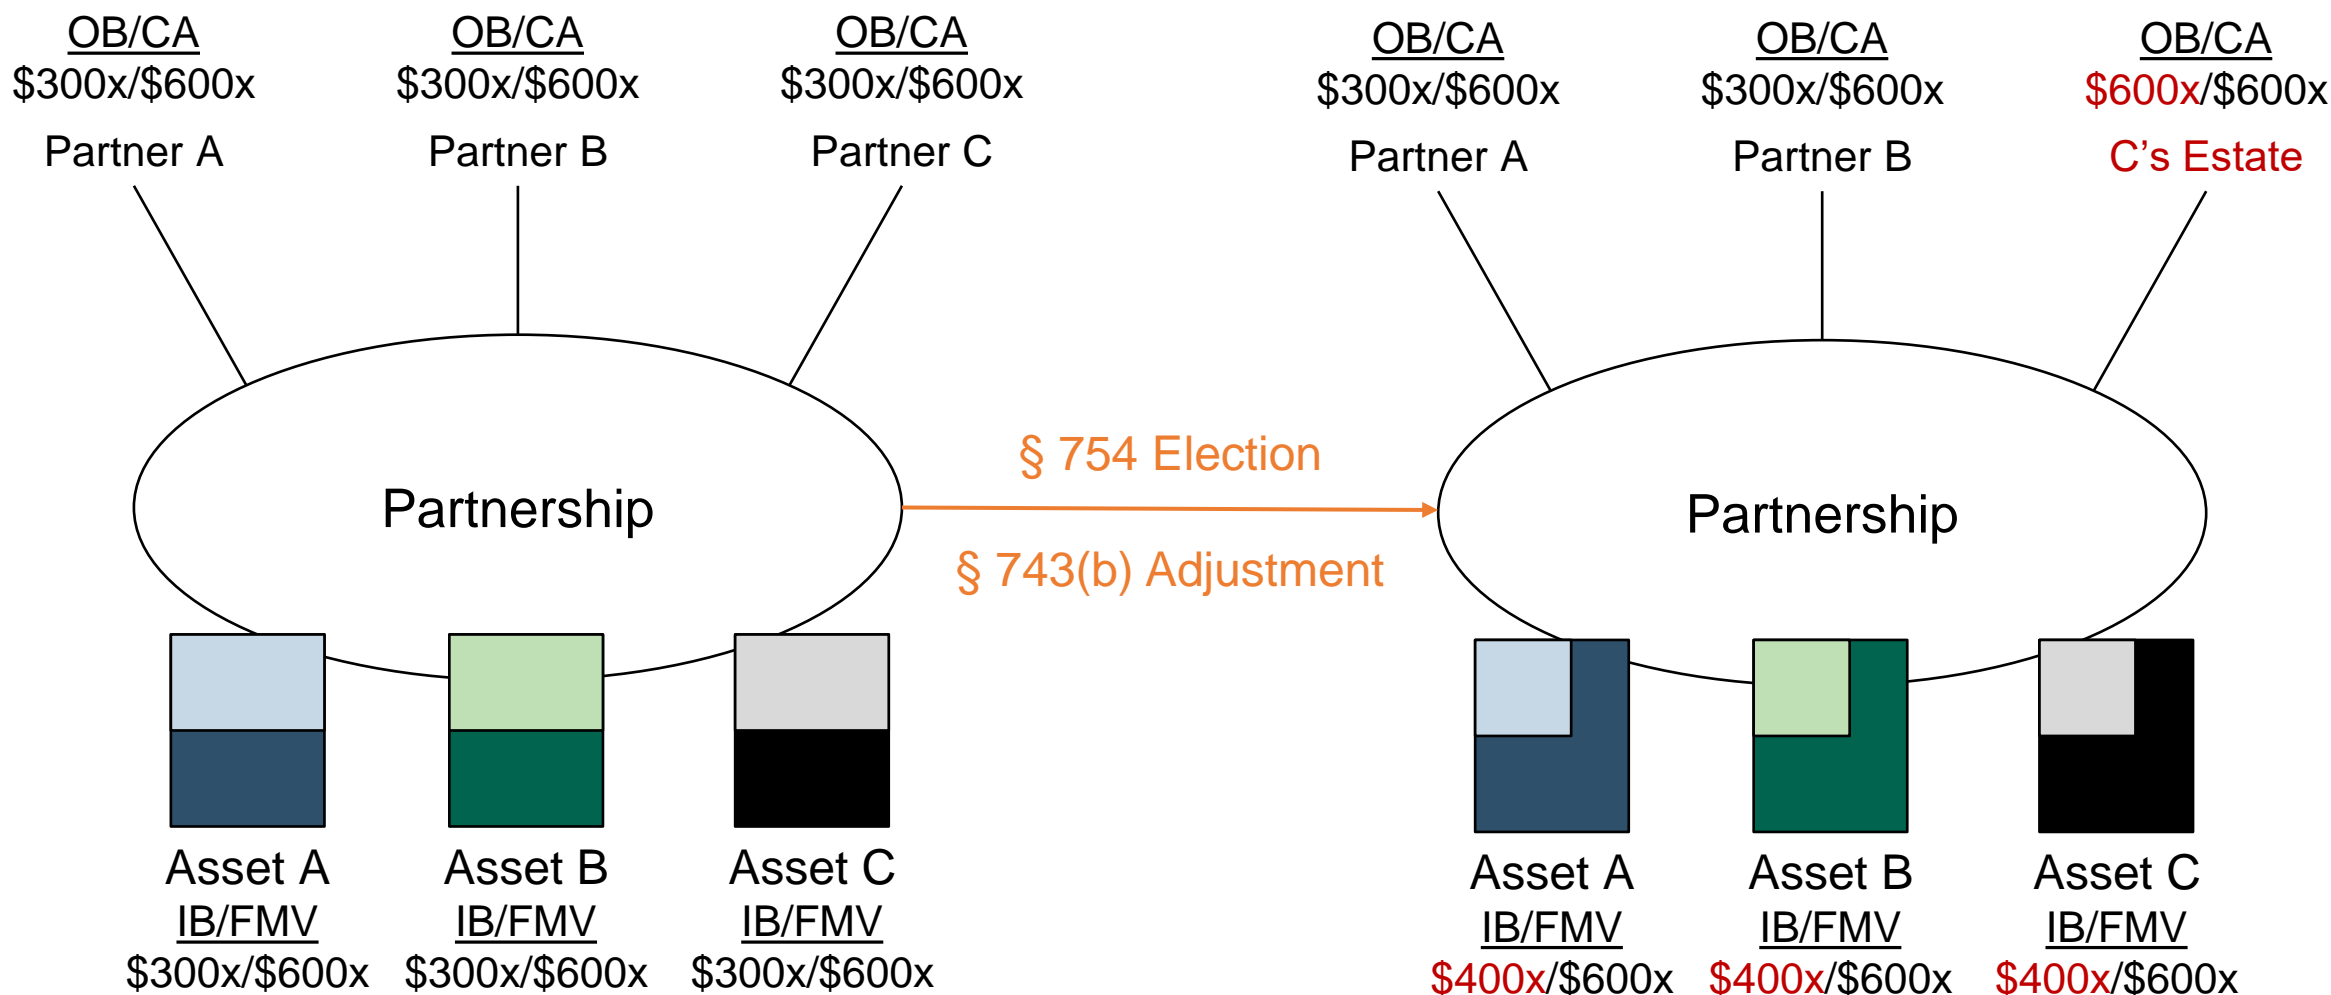 OB/CA
$300x/$600x
Partner A
OB/CA
$300x/$600x
Partner B
OB/CA
$300x/$600x
Partner C
Partnership
Asset A
IB/FMV
$300x/$600x
Asset B
IB/FMV
$300x/$600x
Asset C
IB/FMV
$300x/$600x
§ 754 Election
§ 743(b) Adjustment
OB/CA
$300x/$600x
Partner A
OB/CA
$300x/$600x
Partner B
OB/CA
$600x/$600x
C’s Estate
Partnership
Asset A
IB/FMV
$400x/$600x
Asset B
IB/FMV
$400x/$600x
Asset C
IB/FMV
$400x/$600x